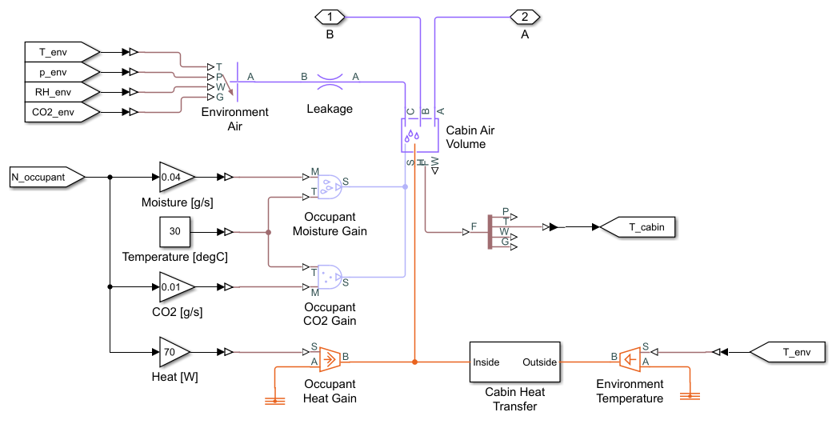 1
2
B
A
T_env
p_env
RH_env
CO2_env
T
P
W
G
A
B
A
Environment
Air
Leakage
C
B
A
Cabin Air
Volume
S
H
F
W
N_occupant
0.04
Moisture [g/s]
M
T
S
Occupant
Moisture Gain
30
Temperature [degC]
F
P
T
W
G
T_cabin
0.01
CO2 [g/s]
T
M
S
Occupant
CO2 Gain
70
Heat [W]
S
A
B
Occupant
Heat Gain
Inside
Outside
Cabin Heat
Transfer
B
S
A
Environment
Temperature
T_env